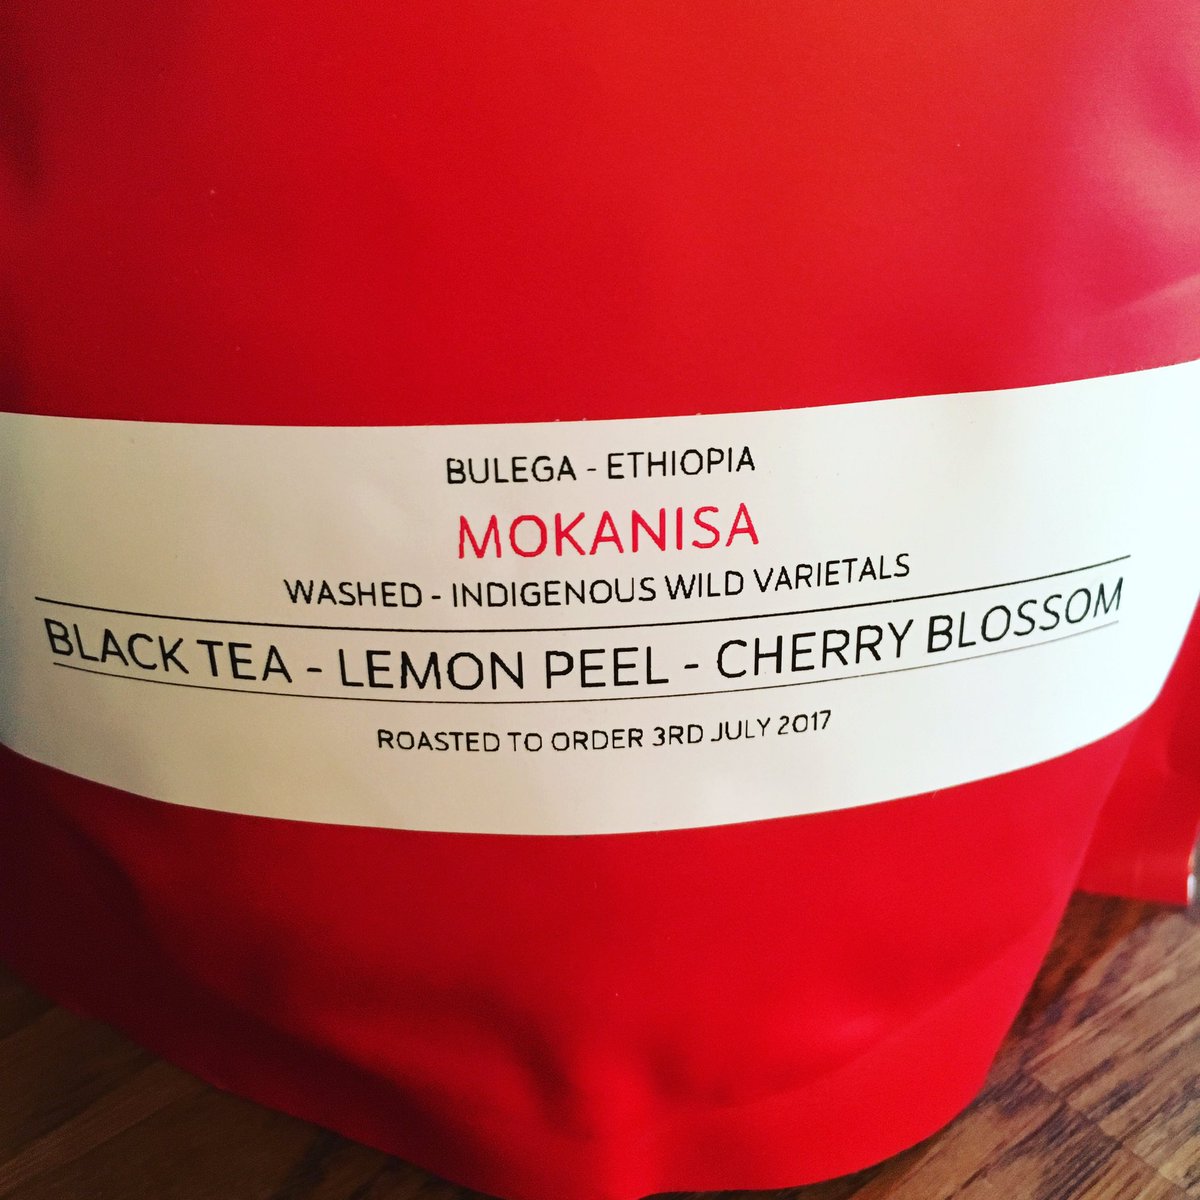 BULEGA - ETHIOPIA
MOKANISA
WASHED - INDIGENOUS WILD VARIETALS
BLACK TEA - LEMON PEEL - CHERRY BLOSSOM
ROASTED TO ORDER 3RD JULY 2017